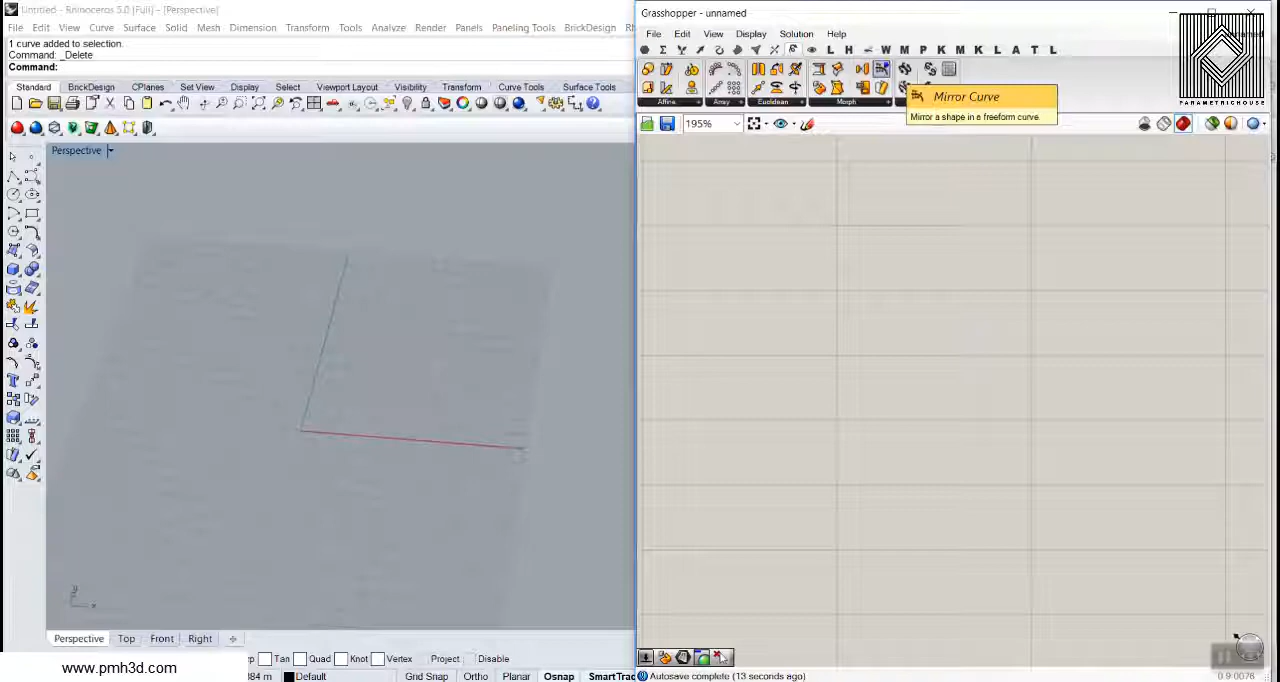 Untitled - Rhinoceros 5.0 [Full] - [Perspective]
File Edit View Curve Surface Solid Mesh Dimension Transform Tools Analyze Render Panels Paneling Tools BrickDesign
1 curve added to selection.
Command: _Delete
Command:
Standard BrickDesign CPlanes Set View Display Select Viewport Layout Visibility Transform Curve Tools Surface Tools
Perspective
y
x
Perspective Top Front Right
Tan Quad Knot Vertex Project Disable
www.pmh3d.com
Default Grid Snap Ortho Planar Osnap SmartTrac
Grasshopper - unnamed
File Edit View Display Solution Help
L H W M P K M K L A T L
Affine Array Euclidean Morph
Mirror Curve
Mirror a shape in a freeform curve.
PARAMETRICHOUSE
195%
Autosave complete (13 seconds ago)
0.9.0076